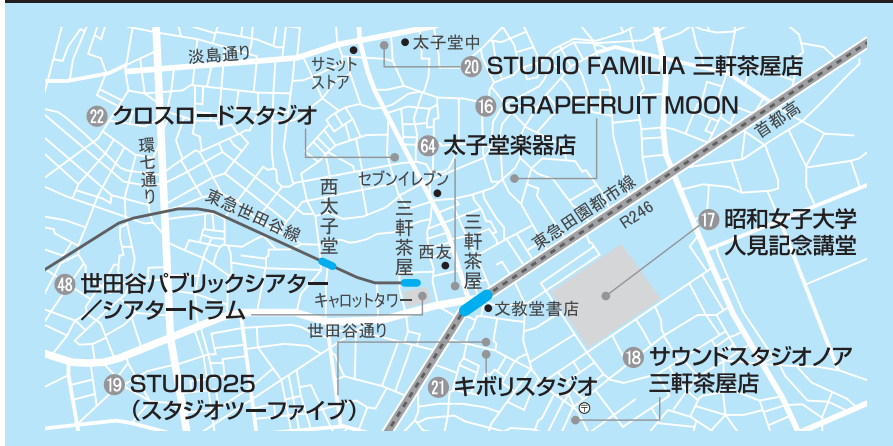 淡島通り
サミット
ストア
太子堂中
⑳ STUDIO FAMILIA 三軒茶屋店
⑯ GRAPEFRUIT MOON
首都高
㉒ クロスロードスタジオ
64 太子堂楽器店
環七通り
セブンイレブン
東急世田谷線
西太子堂
三軒茶屋
西友
三軒茶屋
東急田園都市線
R246
⑰ 昭和女子大学
人見記念講堂
㊽ 世田谷パブリックシアター
／シアタートラム
キャロットタワー
文教堂書店
世田谷通り
⑱ サウンドスタジオノア
三軒茶屋店
⑲ STUDIO25
（スタジオツーファイブ）
㉑ キボリスタジオ
〒